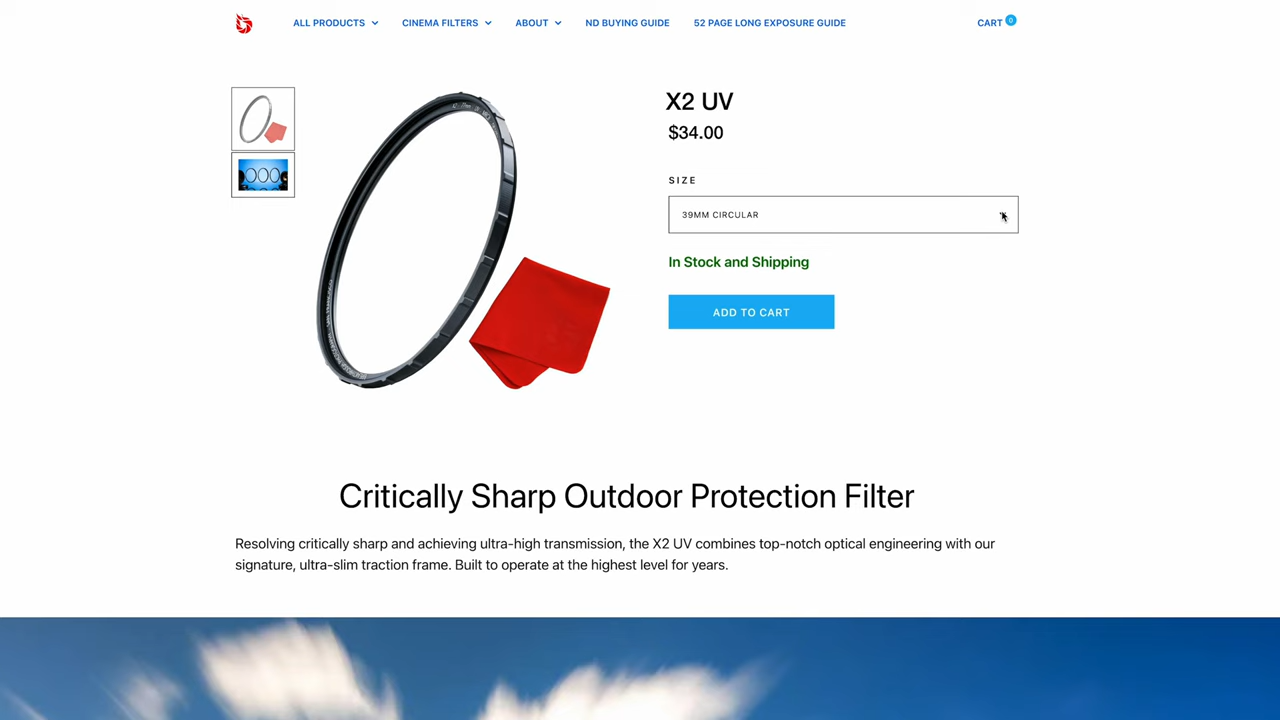 ALL PRODUCTS
CINEMA FILTERS
ABOUT
ND BUYING GUIDE
52 PAGE LONG EXPOSURE GUIDE
CART 0
X2 UV
$34.00
SIZE
39MM CIRCULAR
In Stock and Shipping
ADD TO CART
Critically Sharp Outdoor Protection Filter
Resolving critically sharp and achieving ultra-high transmission, the X2 UV combines top-notch optical engineering with our
signature, ultra-slim traction frame. Built to operate at the highest level for years.